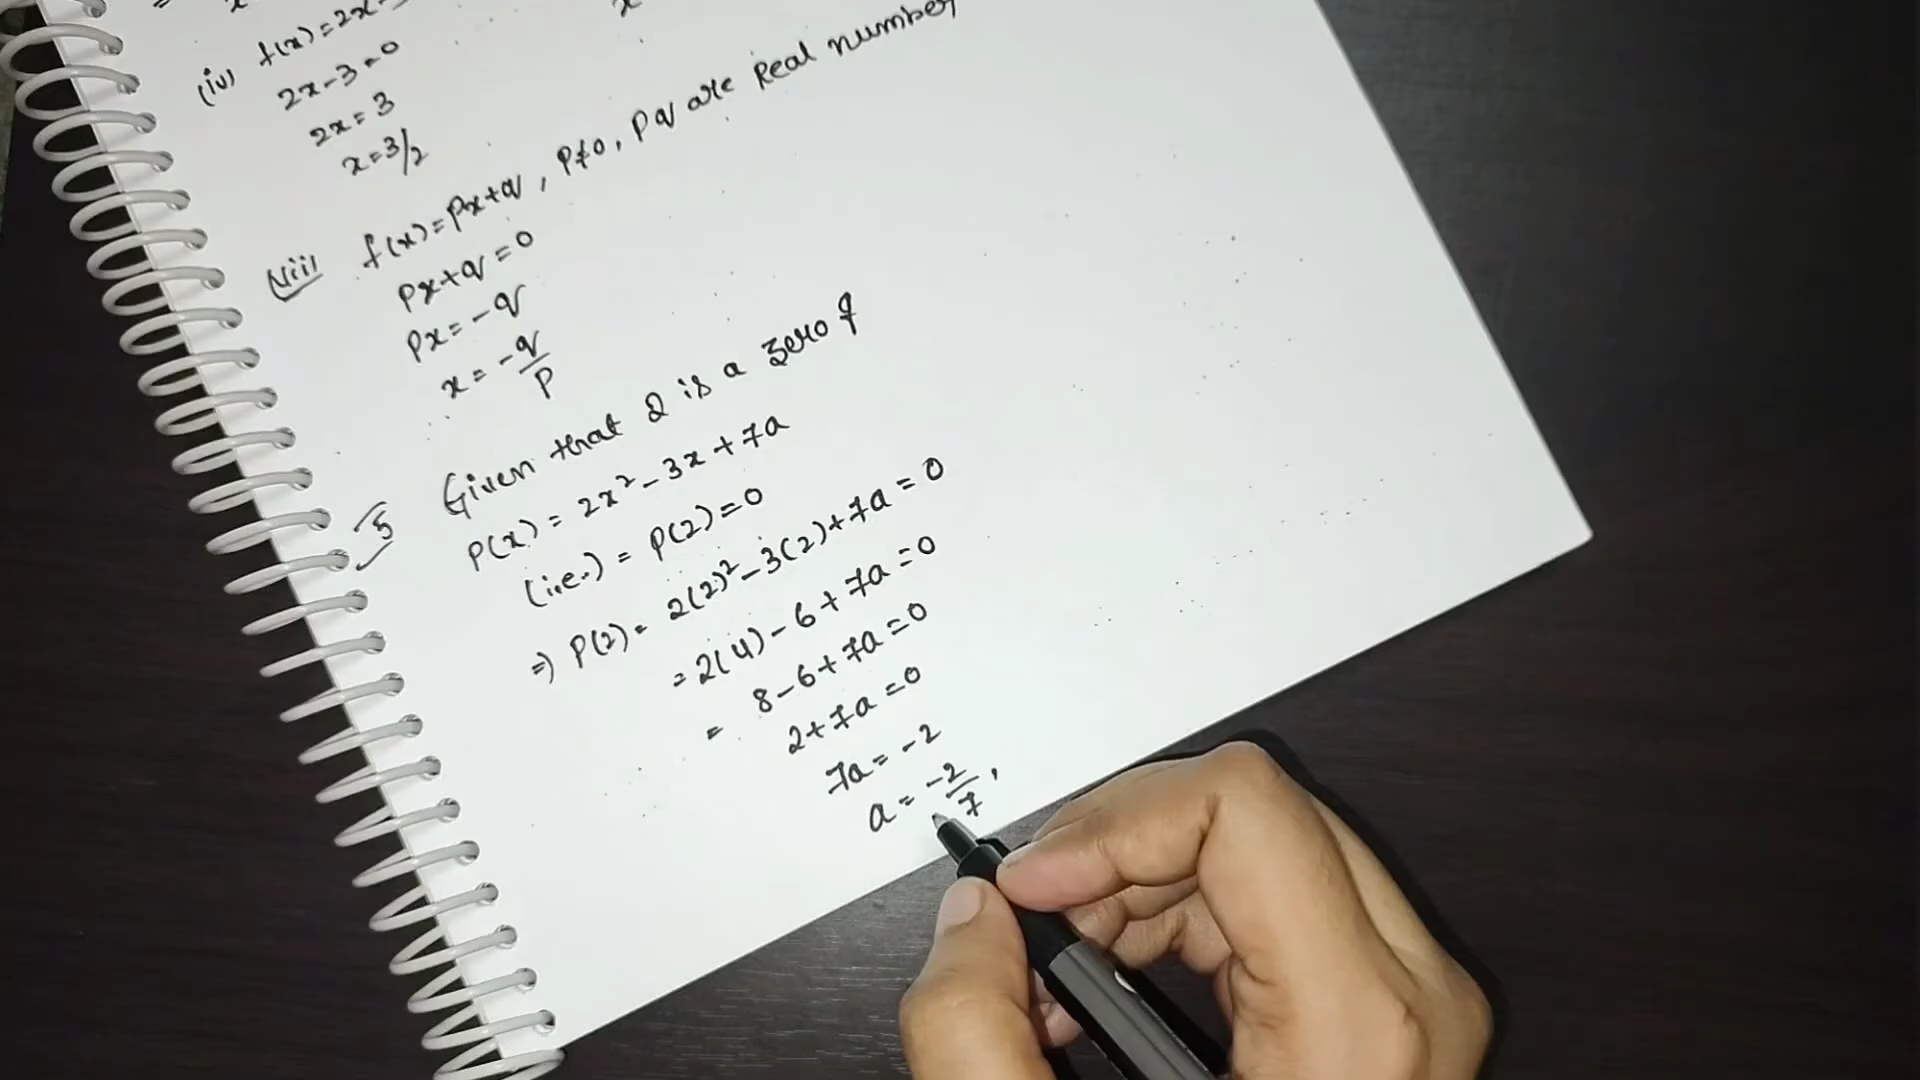 (iv) f(x)=2x-
2x-3=0
2x=3
x=3/2
(viii) f(x)=px+q, p≠0, pq are Real number
px+q=0
px=-q
x=-q/p
5 Given that 2 is a zero of
P(x)=2x²-3x+7a
(i.e.)=P(2)=0
⇒ P(2)=2(2)²-3(2)+7a=0
=2(4)-6+7a=0
= 8-6+7a=0
2+7a=0
7a=-2
a=-2/7,